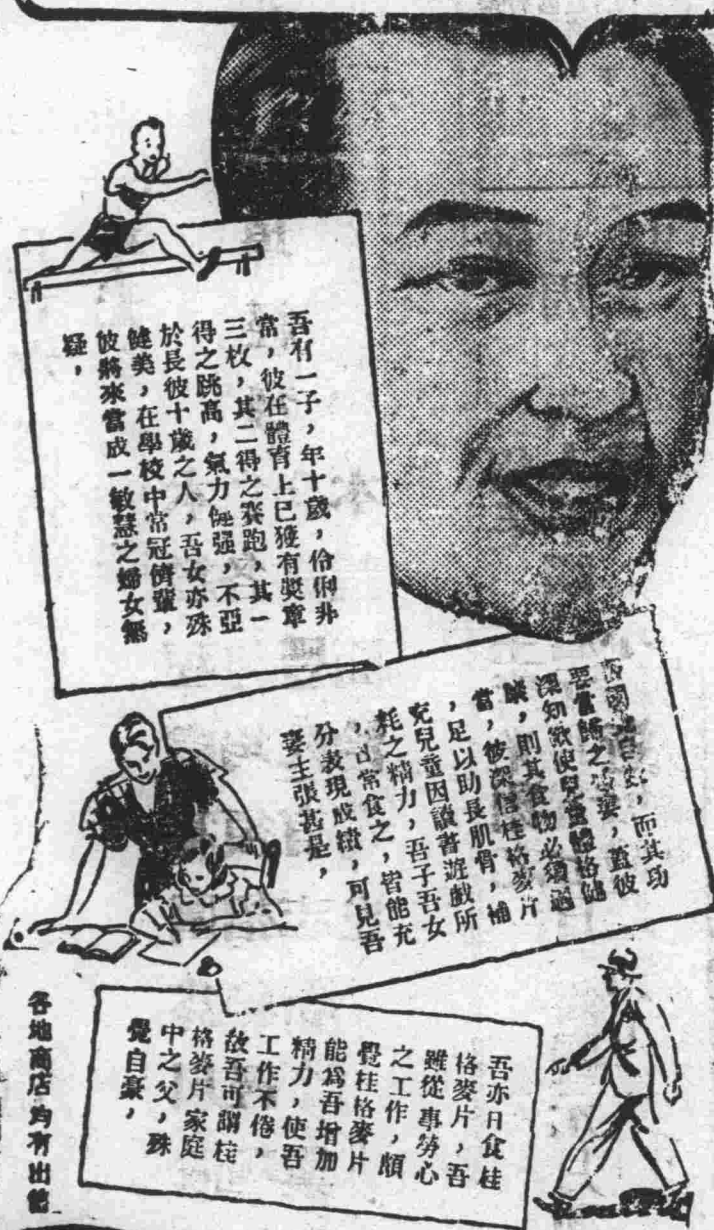 吾有一子，年十歲，伶俐非
當，彼在體育上已獲有獎章
三枚，其二得之賽跑，其一
得之跳高，氣力倔强，不亞
於長彼十歲之人，吾女亦殊
健美，在學校中常冠儕輩，
彼將來當成一敏慧之婦女無
疑，
，而其功
要當歸之吾妻，蓋彼
深知欲使兒童體格健
，則其食物必須適
當，彼深信桂格麥片
，足以助長肌骨，補
充兒童因讀書遊戲所
耗之精力，吾子吾女
，日常食之，皆能充
分表現成績，可見吾
妻主張甚是，
吾亦日食桂
格麥片，吾
雖從事勞心
之工作，頗
覺桂格麥片
能爲吾增加
精力，使吾
工作不倦，
故吾可謂桂
格麥片家庭
中之父，殊
覺自豪，
各地商店均有出售